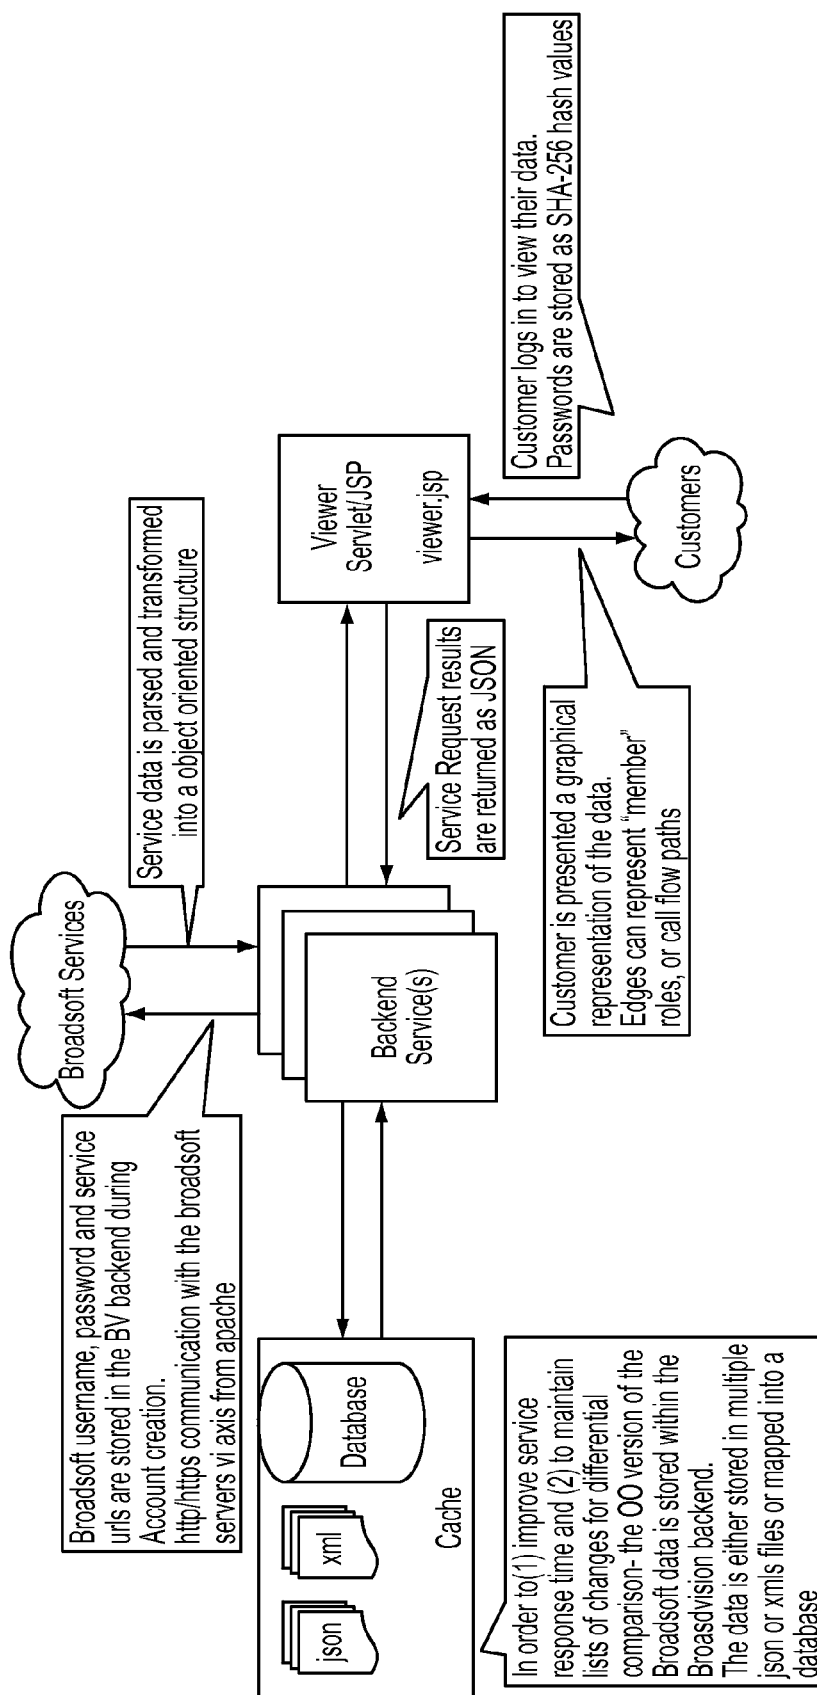 Broadsoft username, password and service
urls are stored in the BV backend during
Account creation.
http/https communication with the broadsoft
servers vi axis from apache
Broadsoft Services
Service data is parsed and transformed
into a object oriented structure
json
xml
Database
Cache
Backend
Service(s)
Viewer
Servlet/JSP
viewer.jsp
Service Request results
are returned as JSON
Customers
Customer logs in to view their data.
Passwords are stored as SHA-256 hash values
Customer is presented a graphical
representation of the data.
Edges can represent “member”
roles, or call flow paths
In order to(1) improve service
response time and (2) to maintain
lists of changes for differential
comparison- the OO version of the
Broadsoft data is stored within the
Broasdvision backend.
The data is either stored in multiple
json or xmls files or mapped into a
database